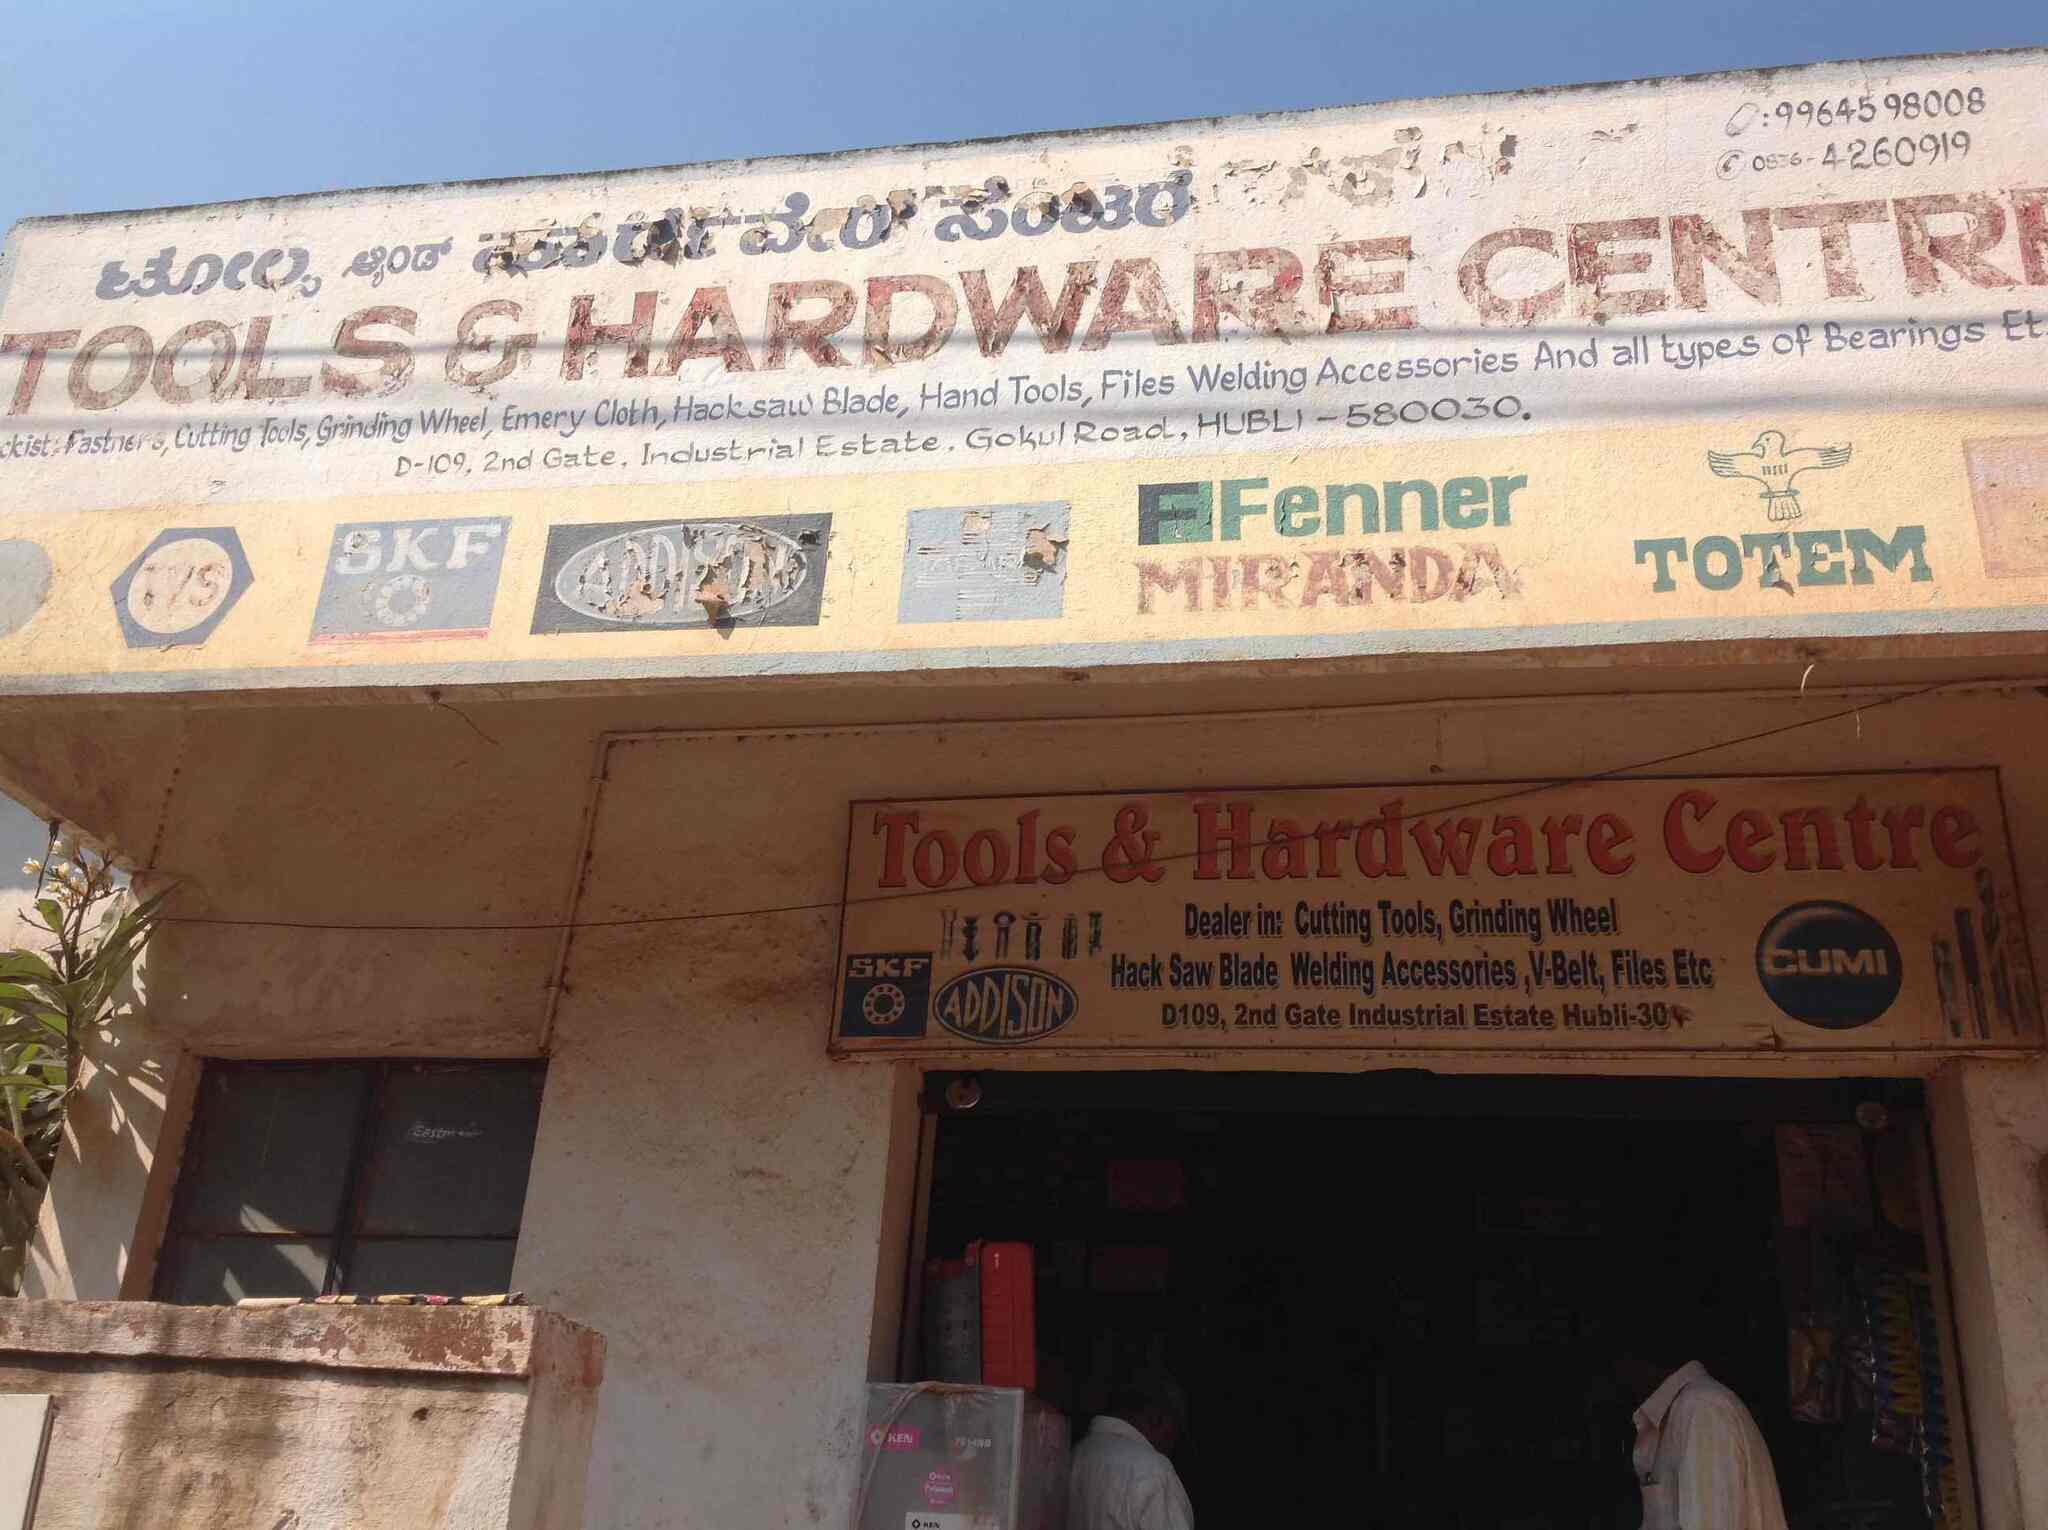 : 9964598008
0836-4260919
ಟೂಲ್ಸ್ ಆ್ಯಂಡ್ ಹಾರ್ಡವೇರ್ ಸೆಂಟರ್
TOOLS & HARDWARE CENTRE
ckist: Fastners, Cutting Tools, Grinding Wheel, Emery Cloth, Hacksaw Blade, Hand Tools, Files Welding Accessories And all types of Bearings Et
D-109, 2nd Gate, Industrial Estate, Gokul Road, HUBLI - 580030.
TVS
SKF
ADDISON
Fenner
MIRANDA
TOTEM
Tools & Hardware Centre
Dealer in: Cutting Tools, Grinding Wheel
Hack Saw Blade Welding Accessories ,V-Belt, Files Etc
D109, 2nd Gate Industrial Estate Hubli-30
SKF
ADDISON
CUMI
KEN
KEN